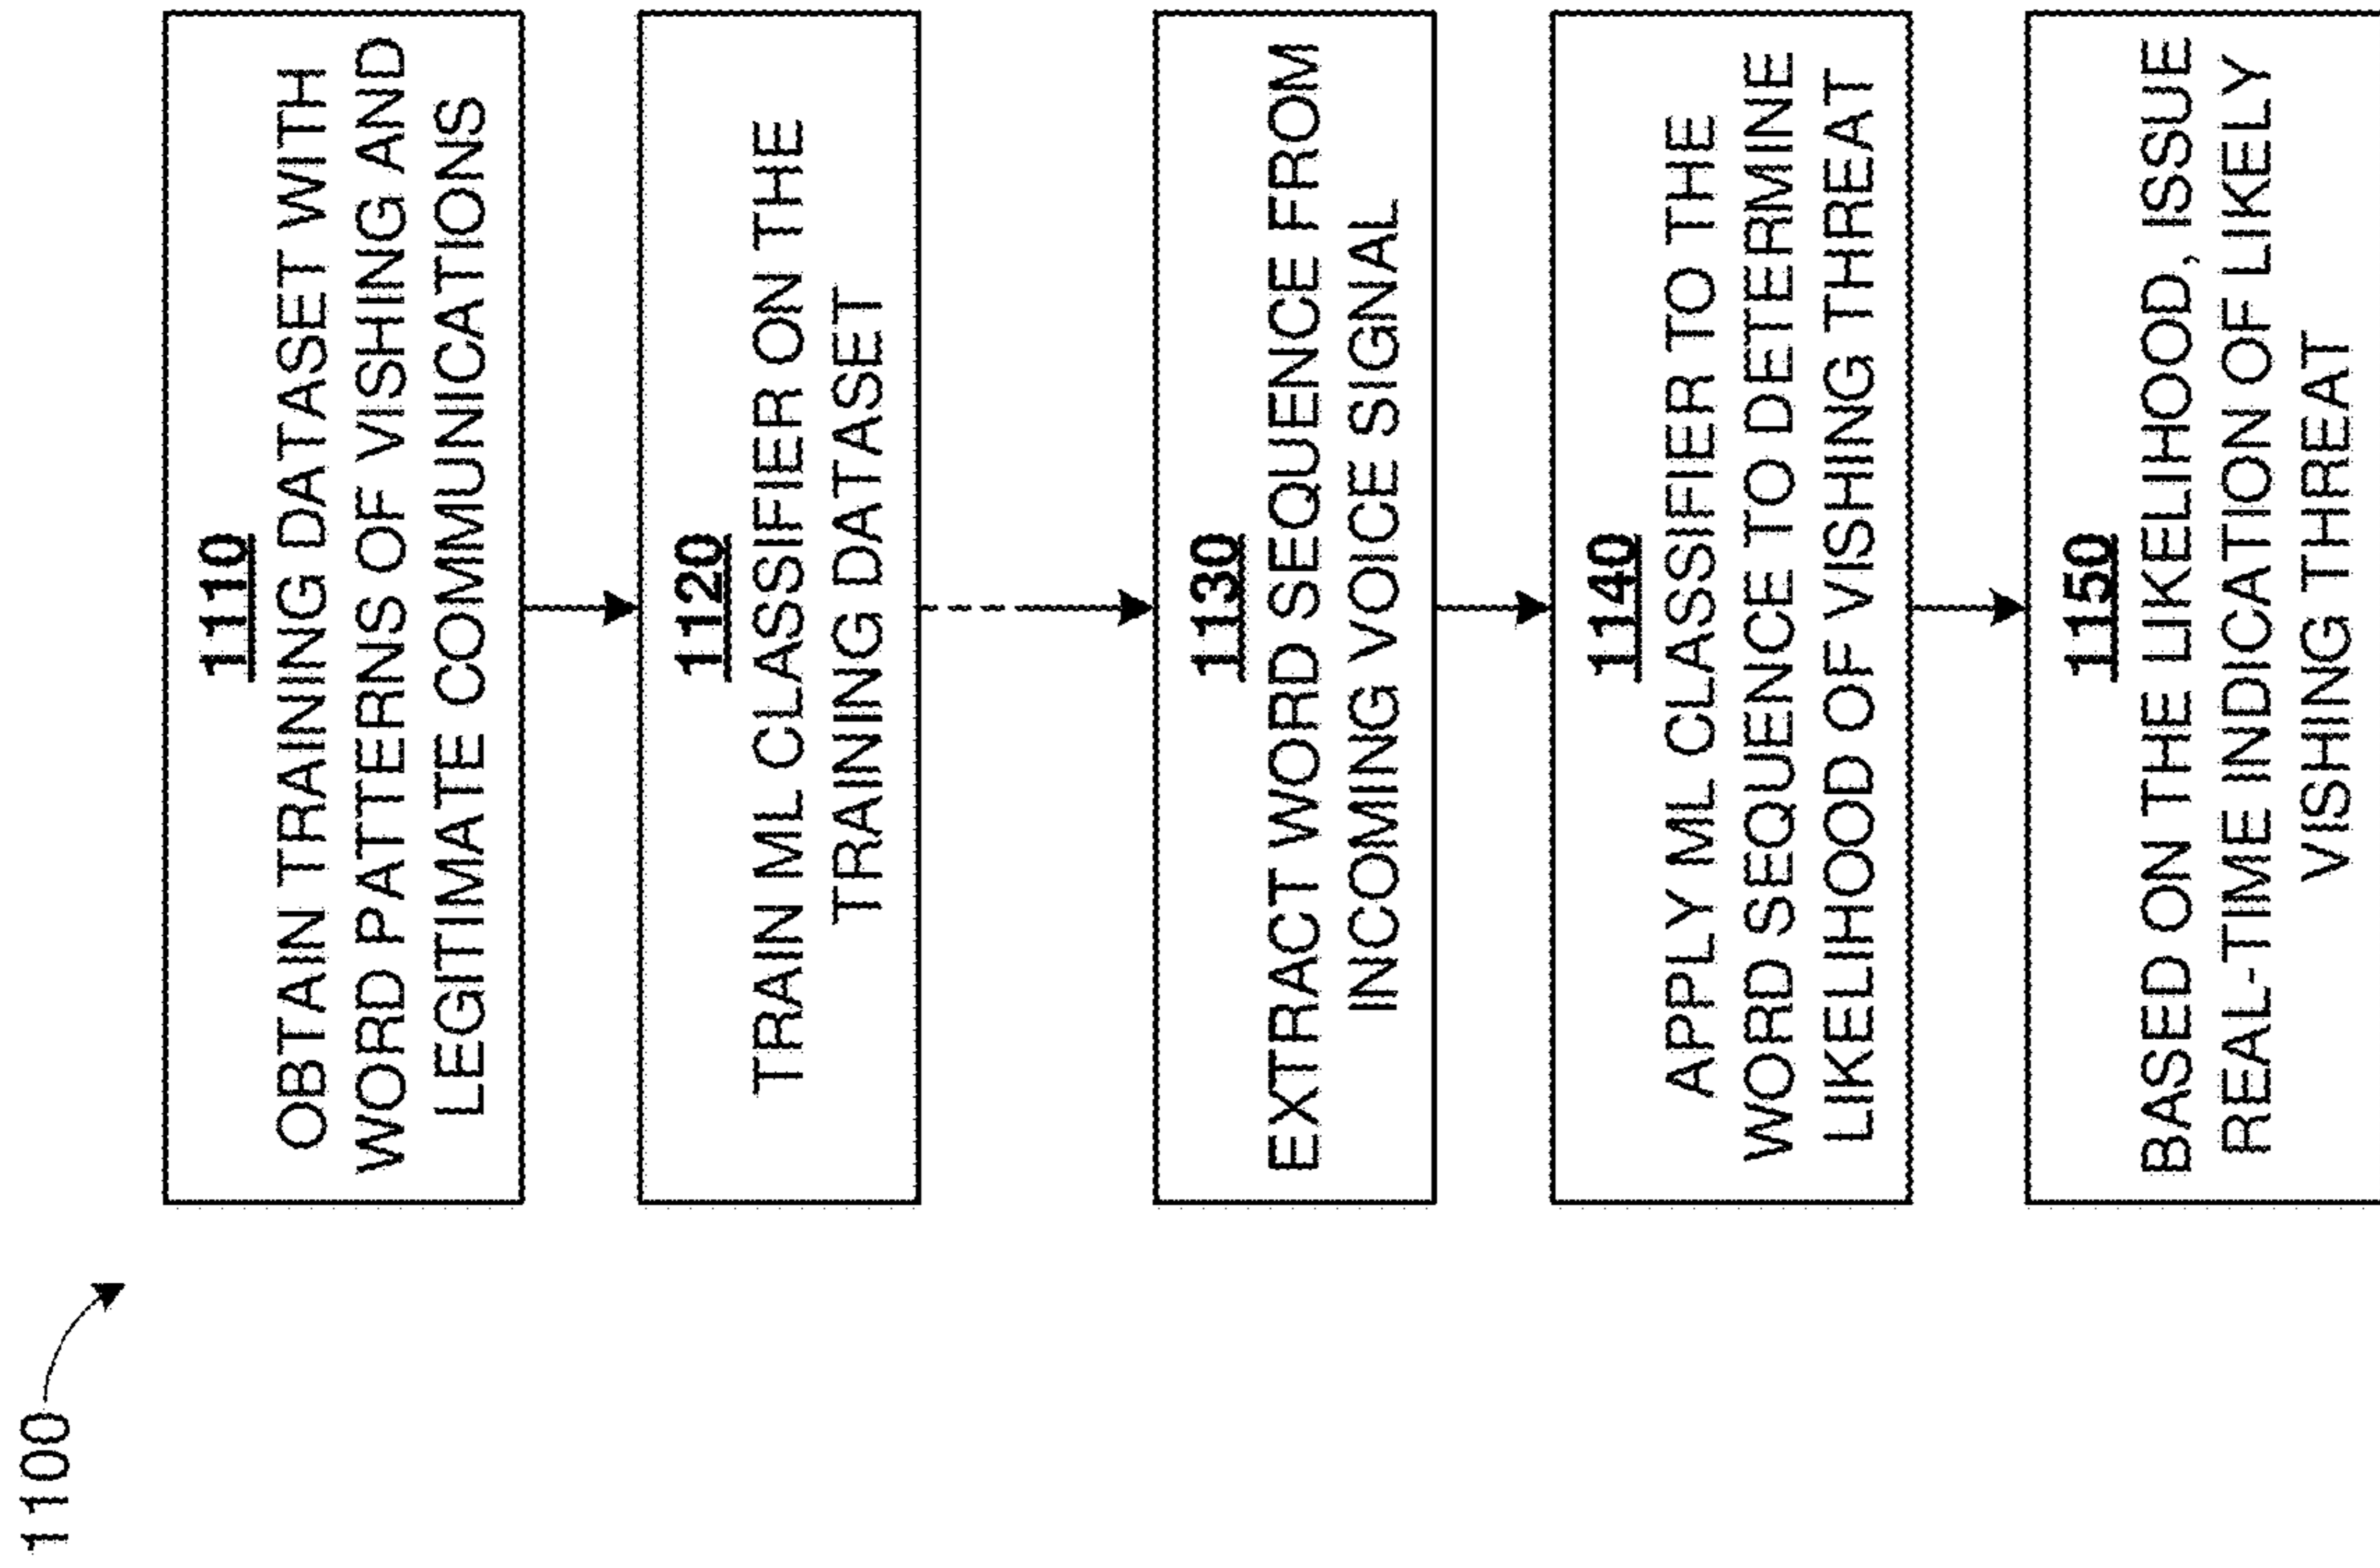 1100
1110
OBTAIN TRAINING DATASET WITH
WORD PATTERNS OF VISHING AND
LEGITIMATE COMMUNICATIONS
1120
TRAIN ML CLASSIFIER ON THE
TRAINING DATASET
1130
EXTRACT WORD SEQUENCE FROM
INCOMING VOICE SIGNAL
1140
APPLY ML CLASSIFIER TO THE
WORD SEQUENCE TO DETERMINE
LIKELIHOOD OF VISHING THREAT
1150
BASED ON THE LIKELIHOOD, ISSUE
REAL-TIME INDICATION OF LIKELY
VISHING THREAT